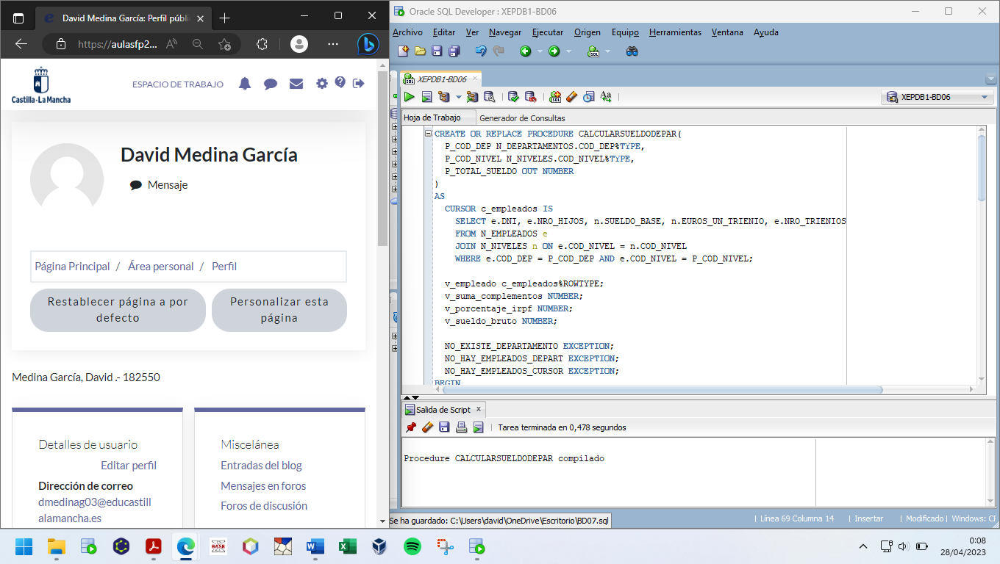 David Medina García: Perfil públi
https://aulasfp2...
Castilla-La Mancha
ESPACIO DE TRABAJO
David Medina García
Mensaje
Página Principal / Área personal / Perfil
Restablecer página a por
defecto
Personalizar esta
página
Medina García, David .- 182550
Detalles de usuario
Editar perfil
Dirección de correo
dmedinag03@educastill
alamancha.es
Miscelánea
Entradas del blog
Mensajes en foros
Foros de discusión
Oracle SQL Developer : XEPDB1-BD06
Archivo Editar Ver Navegar Ejecutar Origen Equipo Herramientas Ventana Ayuda
XEPDB1-BD06
XEPDB1-BD06
Hoja de Trabajo Generador de Consultas
CREATE OR REPLACE PROCEDURE CALCULARSUELDODEPAR(
P_COD_DEP N_DEPARTAMENTOS.COD_DEP%TYPE,
P_COD_NIVEL N_NIVELES.COD_NIVEL%TYPE,
P_TOTAL_SUELDO OUT NUMBER
)
AS
CURSOR c_empleados IS
SELECT e.DNI, e.NRO_HIJOS, n.SUELDO_BASE, n.EUROS_UN_TRIENIO, e.NRO_TRIENIOS
FROM N_EMPLEADOS e
JOIN N_NIVELES n ON e.COD_NIVEL = n.COD_NIVEL
WHERE e.COD_DEP = P_COD_DEP AND e.COD_NIVEL = P_COD_NIVEL;
v_empleado c_empleados%ROWTYPE;
v_suma_complementos NUMBER;
v_porcentaje_irpf NUMBER;
v_sueldo_bruto NUMBER;
NO_EXISTE_DEPARTAMENTO EXCEPTION;
NO_HAY_EMPLEADOS_DEPART EXCEPTION;
NO_HAY_EMPLEADOS_CURSOR EXCEPTION;
BEGIN
Salida de Script
Tarea terminada en 0,478 segundos
Procedure CALCULARSUELDODEPAR compilado
Se ha guardado: C:\Users\david\OneDrive\Escritorio\BD07.sql
| Línea 69 Columna 14 | Insertar | Modificado | Windows: CF
0:08
28/04/2023